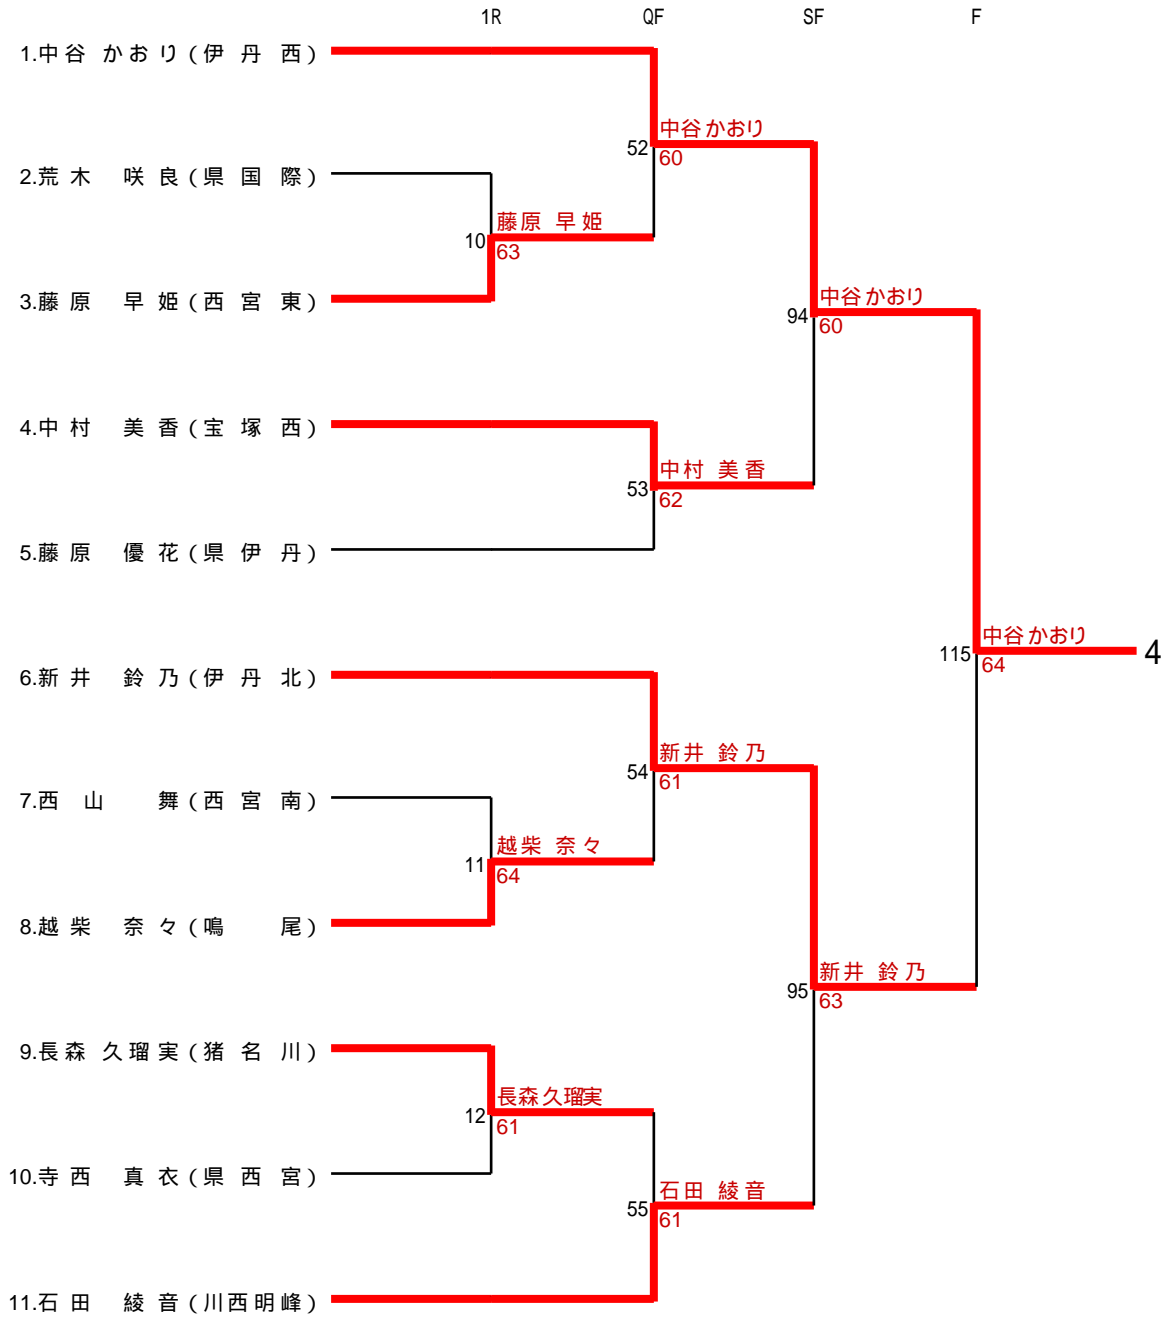 1R QF SF F
1.中谷 かおり(伊丹西)
中谷 かおり
52
60
2.荒木 咲良(県国際)
藤原 早姫
10
63
3.藤原 早姫(西宮東)
中谷 かおり
94
60
4.中村 美香(宝塚西)
中村 美香
53
62
5.藤原 優花(県伊丹)
中谷 かおり
115
64
4
6.新井 鈴乃(伊丹北)
新井 鈴乃
54
61
7.西山 舞(西宮南)
越柴 奈々
11
64
8.越柴 奈々(鳴尾)
新井 鈴乃
95
63
9.長森 久瑠実(猪名川)
長森 久瑠実
12
61
10.寺西 真衣(県西宮)
石田 綾音
55
61
11.石田 綾音(川西明峰)